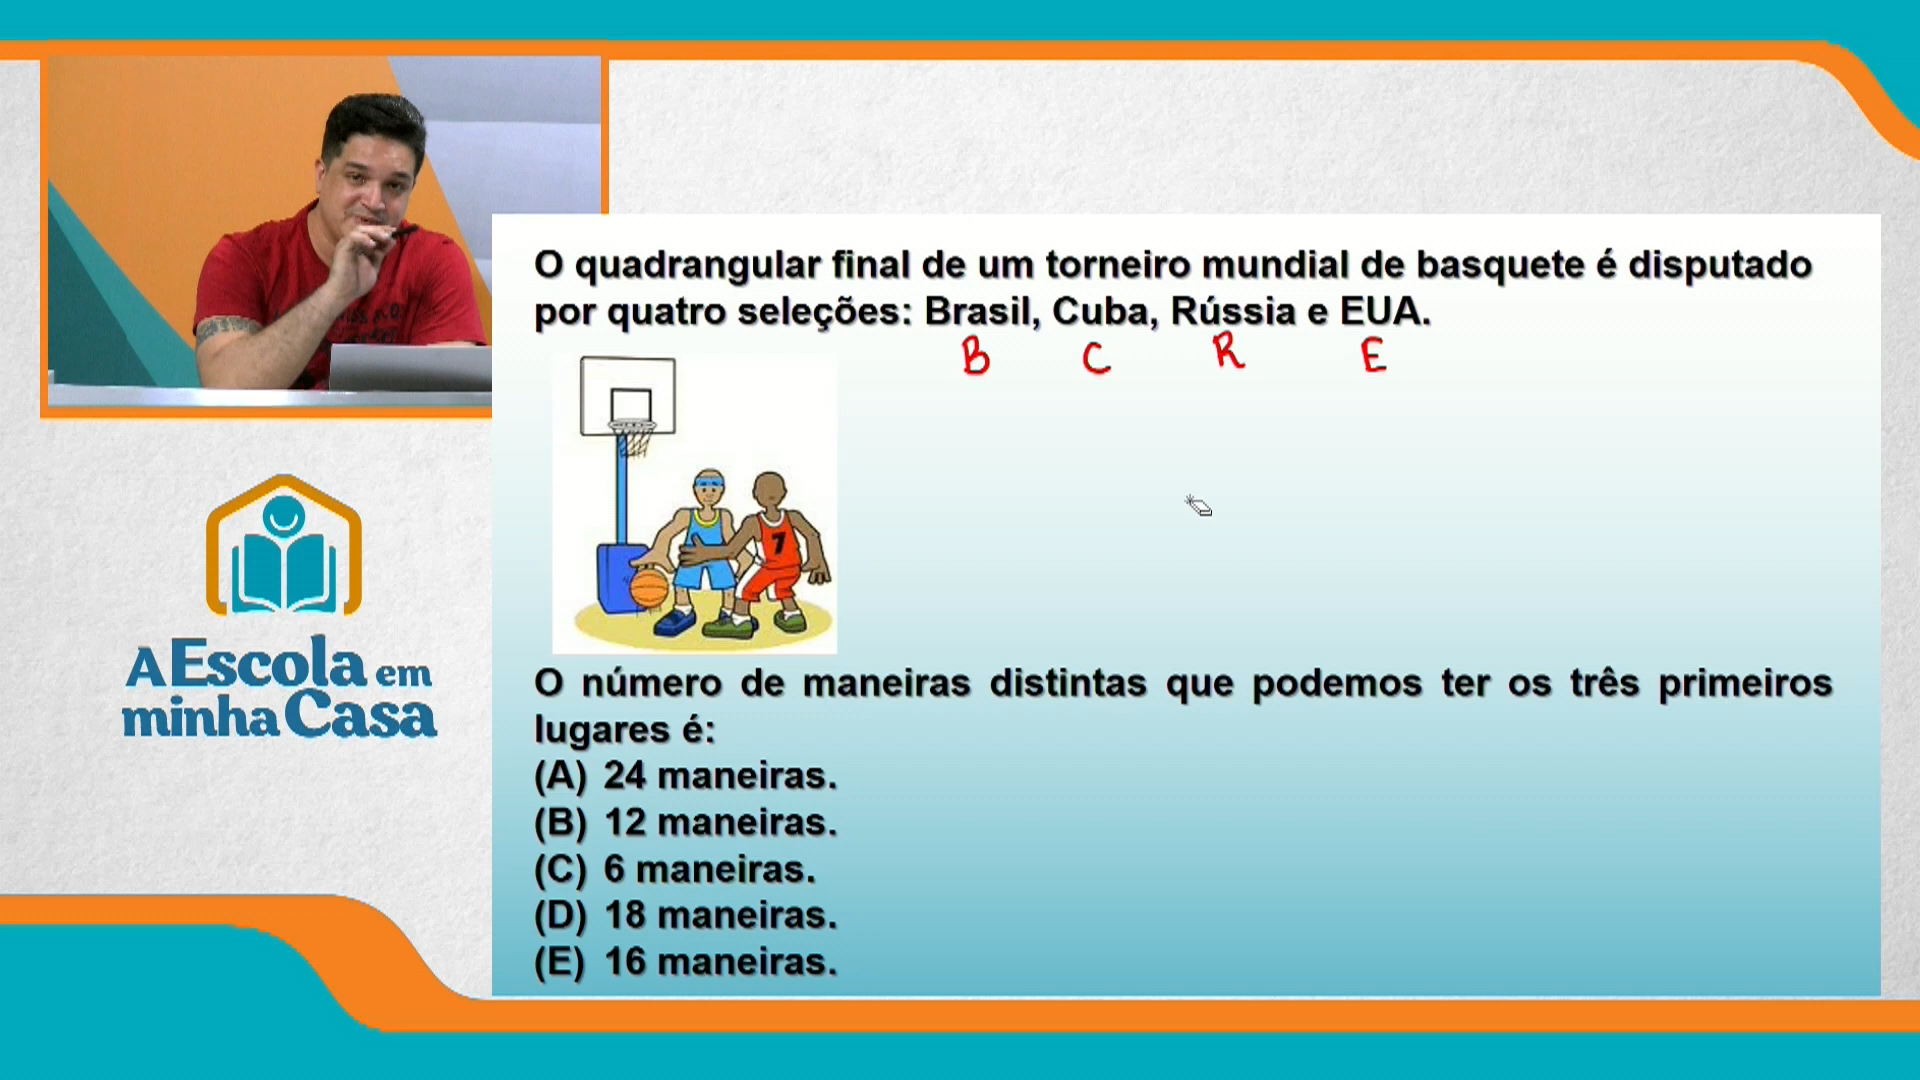 O quadrangular final de um torneiro mundial de basquete é disputado
por quatro seleções: Brasil, Cuba, Rússia e EUA.
B C R E
7
O número de maneiras distintas que podemos ter os três primeiros
lugares é:
(A) 24 maneiras.
(B) 12 maneiras.
(C) 6 maneiras.
(D) 18 maneiras.
(E) 16 maneiras.
A Escola em
minha Casa